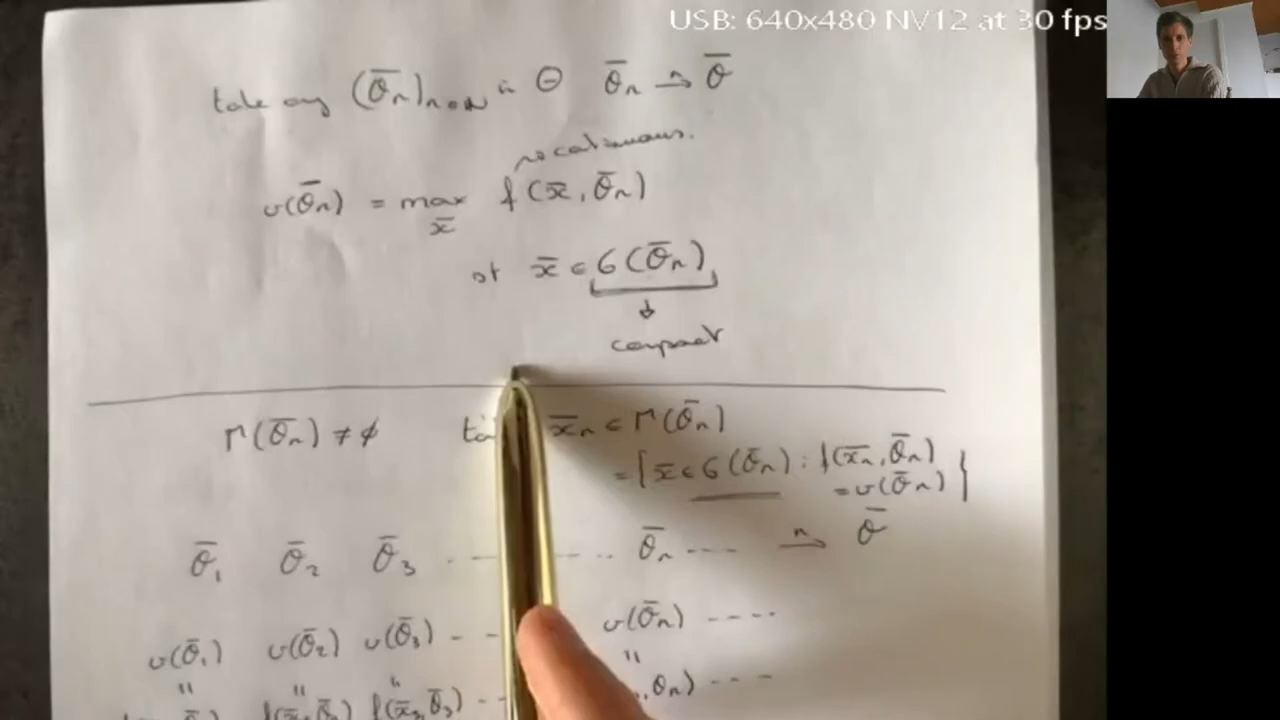 USB: 640x480 NV12 at 30 fps
take any (θ̄ₙ)ₙ∈ℕ in Θ θ̄ₙ →ⁿ θ̄
continuous.
v(θ̄ₙ) = max f(x̄, θ̄ₙ)
x̄
st x̄ ∈ G(θ̄ₙ)
↓
compact
Γ(θ̄ₙ) ≠ ∅ x̄ₙ ∈ Γ(θ̄ₙ)
= {x̄ ∈ G(θ̄ₙ) : f(x̄ₙ, θ̄ₙ)
= v(θ̄ₙ)}
θ̄₁ θ̄₂ θ̄₃ ---- ... θ̄ₙ ---- →ⁿ θ̄
v(θ̄₁) v(θ̄₂) v(θ̄₃) -- v(θ̄ₙ) ----
" " " "
f(x̄₃, θ̄₃) -- , θₙ) ----